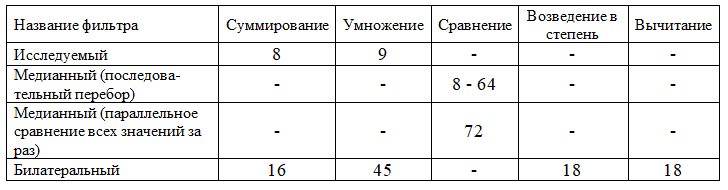 Название фильтра Суммирование Умножение Сравнение Возведение в степень Вычитание
Исследуемый 8 9 - - -
Медианный (последова-
тельный перебор) - - 8 - 64 - -
Медианный (параллельное
сравнение всех значений за
раз) - - 72 - -
Билатеральный 16 45 - 18 18